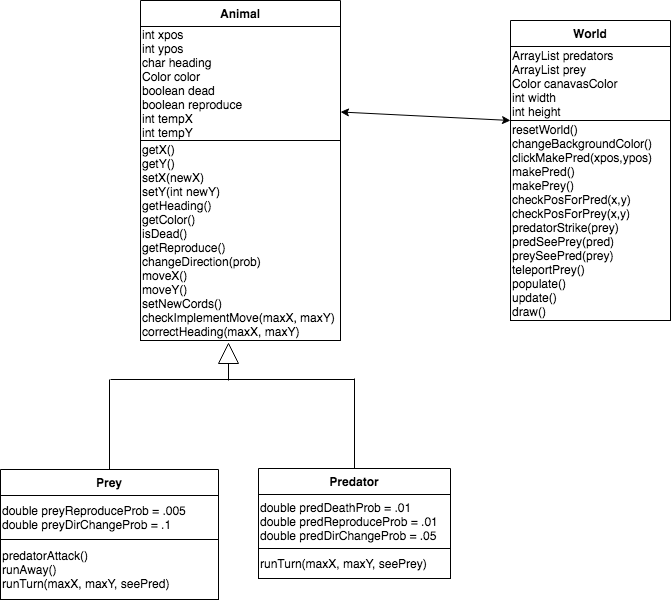 Animal
int xpos
int ypos
char heading
Color color
boolean dead
boolean reproduce
int tempX
int tempY
getX()
getY()
setX(newX)
setY(int newY)
getHeading()
getColor()
isDead()
getReproduce()
changeDirection(prob)
moveX()
moveY()
setNewCords()
checkImplementMove(maxX, maxY)
correctHeading(maxX, maxY)
World
ArrayList predators
ArrayList prey
Color canavasColor
int width
int height
resetWorld()
changeBackgroundColor()
clickMakePred(xpos,ypos)
makePred()
makePrey()
checkPosForPred(x,y)
checkPosForPrey(x,y)
predatorStrike(prey)
predSeePrey(pred)
preySeePred(prey)
teleportPrey()
populate()
update()
draw()
Prey
double preyReproduceProb = .005
double preyDirChangeProb = .1
predatorAttack()
runAway()
runTurn(maxX, maxY, seePred)
Predator
double predDeathProb = .01
double predReproduceProb = .01
double predDirChangeProb = .05
runTurn(maxX, maxY, seePrey)